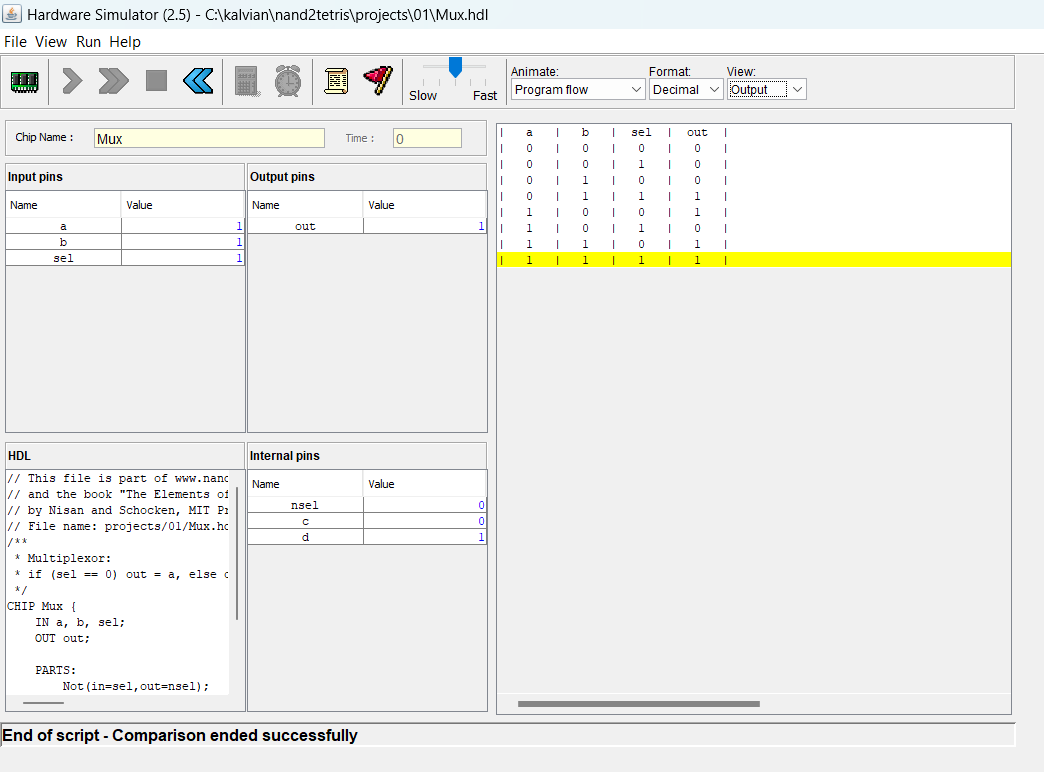 Hardware Simulator (2.5) - C:\kalvian\nand2tetris\projects\01\Mux.hdl
File View Run Help
Slow Fast
Animate: Format: View:
Program flow Decimal Output
Chip Name : Mux Time : 0
Input pins
Name Value
a 1
b 1
sel 1
Output pins
Name Value
out 1
| a | b | sel | out |
| 0 | 0 | 0 | 0 |
| 0 | 0 | 1 | 0 |
| 0 | 1 | 0 | 0 |
| 0 | 1 | 1 | 1 |
| 1 | 0 | 0 | 1 |
| 1 | 0 | 1 | 0 |
| 1 | 1 | 0 | 1 |
| 1 | 1 | 1 | 1 |
HDL
// This file is part of www.nand
// and the book "The Elements of
// by Nisan and Schocken, MIT Pr
// File name: projects/01/Mux.hd
/**
* Multiplexor:
* if (sel == 0) out = a, else o
*/
CHIP Mux {
IN a, b, sel;
OUT out;
PARTS:
Not(in=sel,out=nsel);
Internal pins
Name Value
nsel 0
c 0
d 1
End of script - Comparison ended successfully